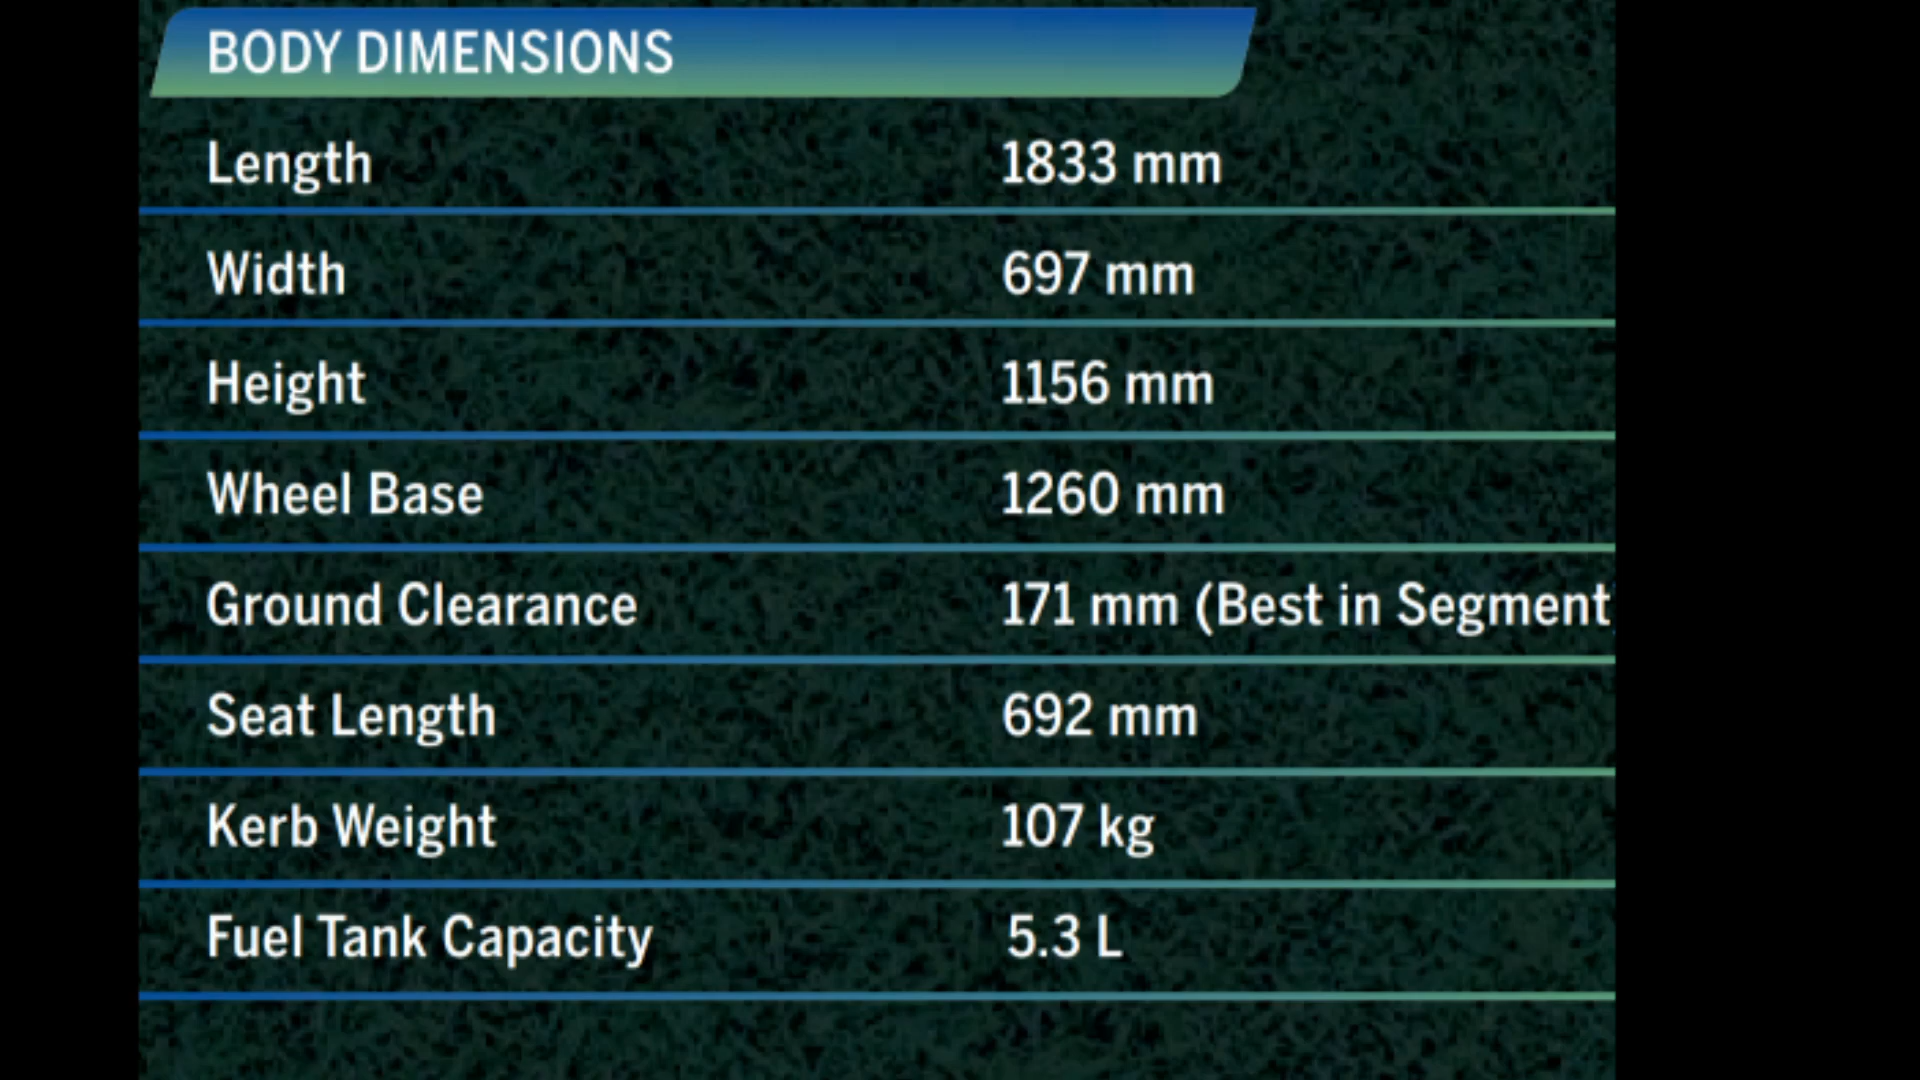 BODY DIMENSIONS
Length 1833 mm
Width 697 mm
Height 1156 mm
Wheel Base 1260 mm
Ground Clearance 171 mm (Best in Segment)
Seat Length 692 mm
Kerb Weight 107 kg
Fuel Tank Capacity 5.3 L